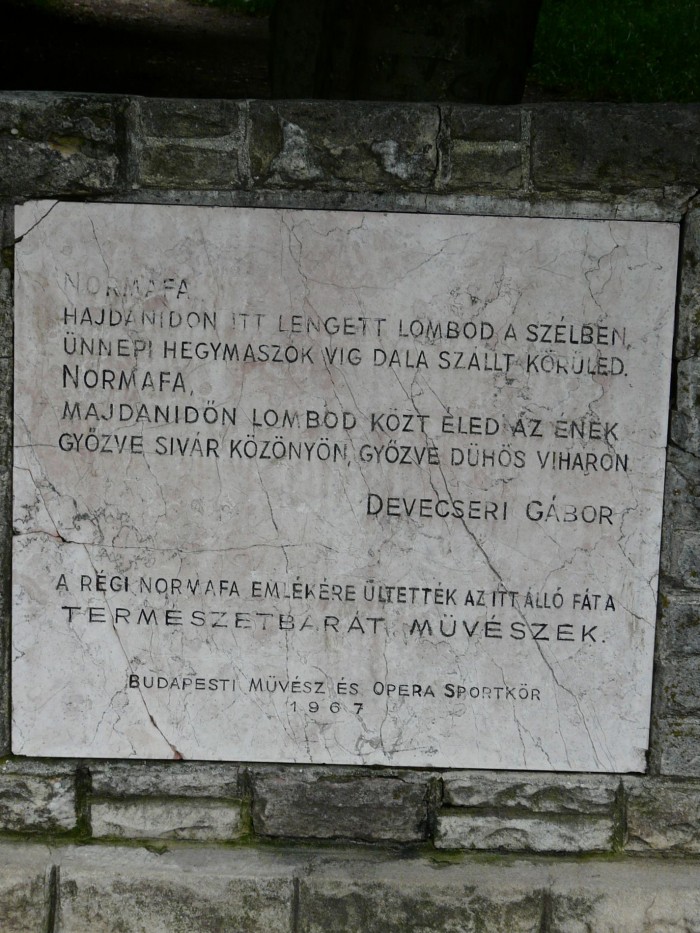 NORMAFA
HAJDANIDON ITT LENGETT LOMBOD A SZÉLBEN,
ÜNNEPI HEGYMASZOK VIG DALA SZÁLLT KÖRÜLED.
NORMAFA,
MAJDANIDŐN LOMBOD KÖZT ÉLED AZ ÉNEK
GYŐZVE SIVÁR KÖZÖNYÖN, GYŐZVE DÜHÖS VIHARON.
DEVECSERI GÁBOR
A RÉGI NORMAFA EMLÉKÉRE ÜLTETTÉK AZ ITT ÁLLÓ FÁT A
TERMÉSZETBARÁT MŰVÉSZEK.
BUDAPESTI MŰVÉSZ ÉS OPERA SPORTKÖR
1967